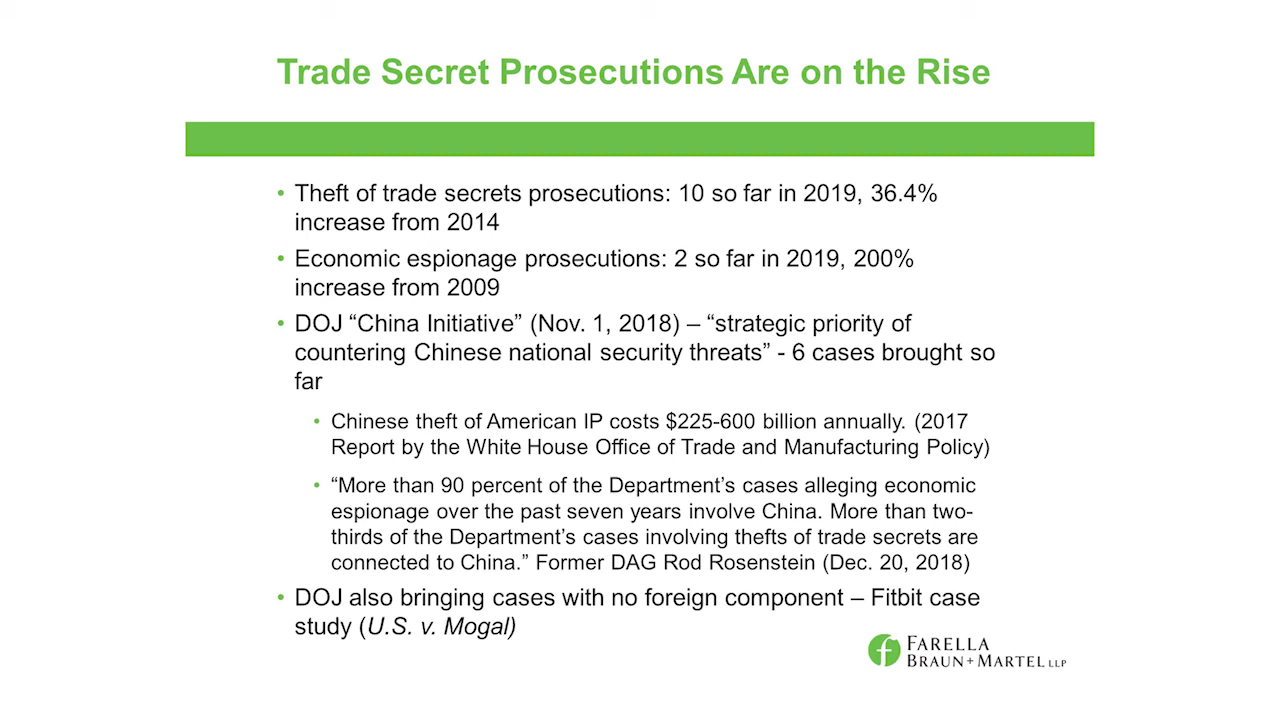 Trade Secret Prosecutions Are on the Rise
• Theft of trade secrets prosecutions: 10 so far in 2019, 36.4%
increase from 2014
• Economic espionage prosecutions: 2 so far in 2019, 200%
increase from 2009
• DOJ “China Initiative” (Nov. 1, 2018) – “strategic priority of
countering Chinese national security threats” - 6 cases brought so
far
• Chinese theft of American IP costs $225-600 billion annually. (2017
Report by the White House Office of Trade and Manufacturing Policy)
• “More than 90 percent of the Department’s cases alleging economic
espionage over the past seven years involve China. More than two-
thirds of the Department’s cases involving thefts of trade secrets are
connected to China.” Former DAG Rod Rosenstein (Dec. 20, 2018)
• DOJ also bringing cases with no foreign component – Fitbit case
study (U.S. v. Mogal)
f FARELLA
BRAUN+MARTEL LLP